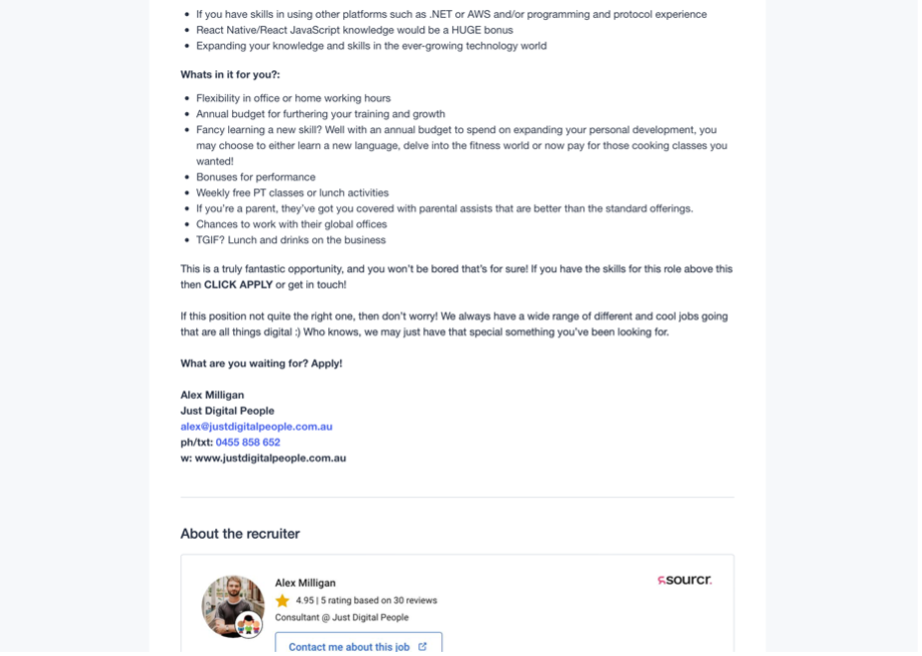 If you have skills in using other platforms such as .NET or AWS and/or programming and protocol experience
React Native/React JavaScript knowledge would be a HUGE bonus
Expanding your knowledge and skills in the ever-growing technology world
Whats in it for you?:
Flexibility in office or home working hours
Annual budget for furthering your training and growth
Fancy learning a new skill? Well with an annual budget to spend on expanding your personal development, you
may choose to either learn a new language, delve into the fitness world or now pay for those cooking classes you
wanted!
Bonuses for performance
Weekly free PT classes or lunch activities
If you’re a parent, they’ve got you covered with parental assists that are better than the standard offerings.
Chances to work with their global offices
TGIF? Lunch and drinks on the business
This is a truly fantastic opportunity, and you won’t be bored that’s for sure! If you have the skills for this role above this
then CLICK APPLY or get in touch!
If this position not quite the right one, then don’t worry! We always have a wide range of different and cool jobs going
that are all things digital :) Who knows, we may just have that special something you’ve been looking for.
What are you waiting for? Apply!
Alex Milligan
Just Digital People
alex@justdigitalpeople.com.au
ph/txt: 0455 858 652
w: www.justdigitalpeople.com.au
About the recruiter
Alex Milligan
sourcr.
4.95 | 5 rating based on 30 reviews
Consultant @ Just Digital People
Contact me about this job